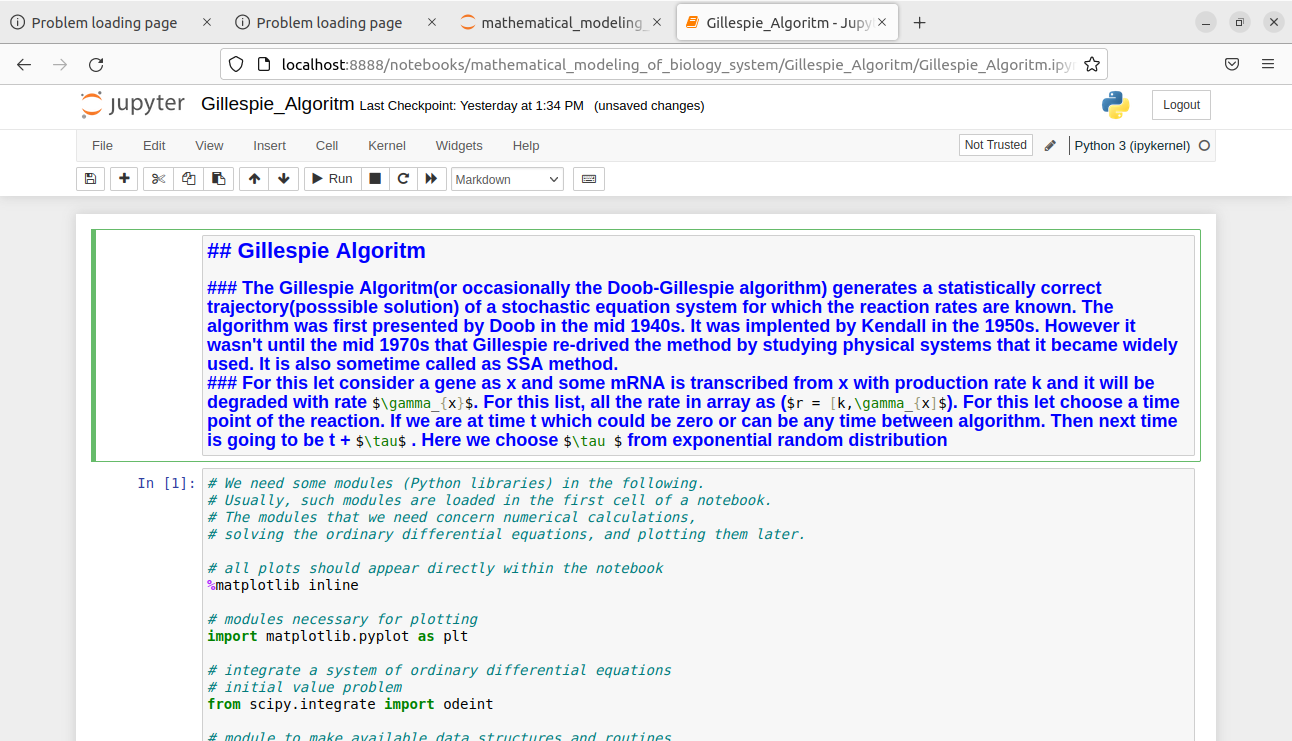 Problem loading page
Problem loading page
mathematical_modeling_
Gillespie_Algoritm - Jupy
localhost:8888/notebooks/mathematical_modeling_of_biology_system/Gillespie_Algoritm/Gillespie_Algoritm.ipy
jupyter Gillespie_Algoritm Last Checkpoint: Yesterday at 1:34 PM (unsaved changes) Logout
File Edit View Insert Cell Kernel Widgets Help Not Trusted Python 3 (ipykernel)
Run Markdown
## Gillespie Algoritm
### The Gillespie Algoritm(or occasionally the Doob-Gillespie algorithm) generates a statistically correct
trajectory(posssible solution) of a stochastic equation system for which the reaction rates are known. The
algorithm was first presented by Doob in the mid 1940s. It was implented by Kendall in the 1950s. However it
wasn't until the mid 1970s that Gillespie re-drived the method by studying physical systems that it became widely
used. It is also sometime called as SSA method.
### For this let consider a gene as x and some mRNA is transcribed from x with production rate k and it will be
degraded with rate $\gamma_{x}$. For this list, all the rate in array as ($r = [k,\gamma_{x]$). For this let choose a time
point of the reaction. If we are at time t which could be zero or can be any time between algorithm. Then next time
is going to be t + $\tau$ . Here we choose $\tau $ from exponential random distribution
In [1]:
# We need some modules (Python libraries) in the following.
# Usually, such modules are loaded in the first cell of a notebook.
# The modules that we need concern numerical calculations,
# solving the ordinary differential equations, and plotting them later.
# all plots should appear directly within the notebook
%matplotlib inline
# modules necessary for plotting
import matplotlib.pyplot as plt
# integrate a system of ordinary differential equations
# initial value problem
from scipy.integrate import odeint
# module to make available data structures and routines